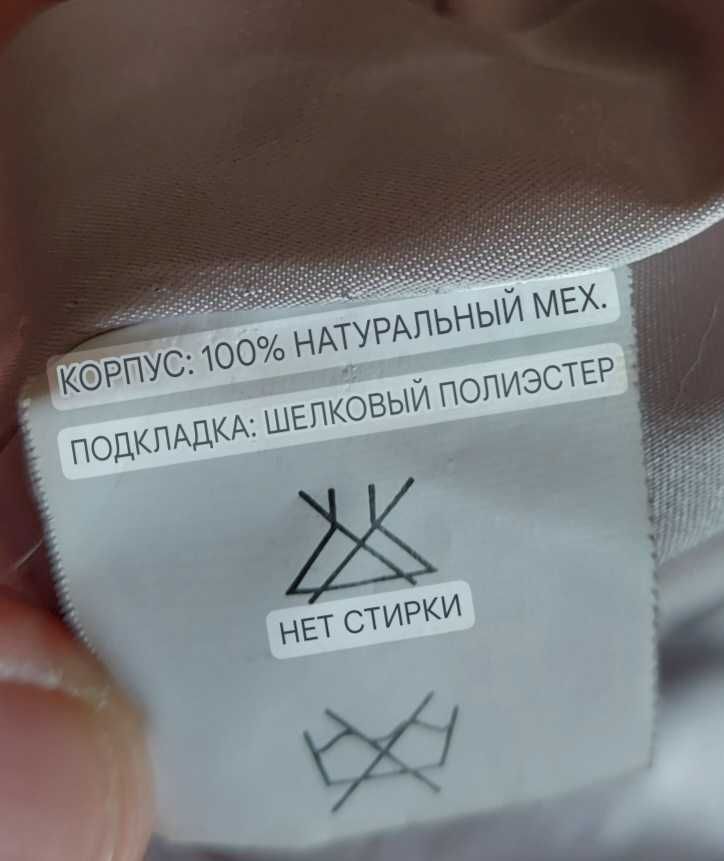 КОРПУС: 100% НАТУРАЛЬНЫЙ МЕХ.
ПОДКЛАДКА: ШЕЛКОВЫЙ ПОЛИЭСТЕР
НЕТ СТИРКИ